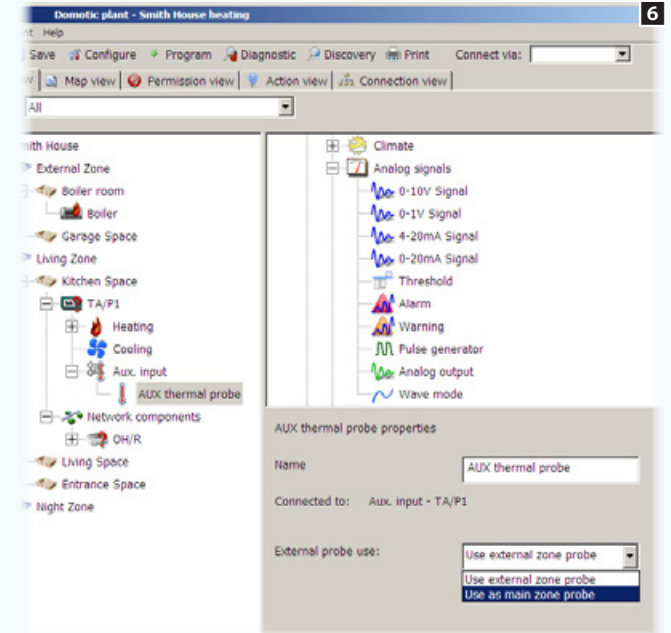 Domotic plant - Smith House heating
6
Help
Save Configure Program Diagnostic Discovery Print Connect via:
Map view Permission view Action view Connection view
All
House
External Zone
Boiler room
Boiler
Garage Space
Living Zone
Kitchen Space
TA/P1
Heating
Cooling
Aux. input
AUX thermal probe
Network components
OH/R
Living Space
Entrance Space
Night Zone
Climate
Analog signals
0-10V Signal
0-1V Signal
4-20mA Signal
0-20mA Signal
Threshold
Alarm
Warning
Pulse generator
Analog output
Wave mode
AUX thermal probe properties
Name AUX thermal probe
Connected to: Aux. input - TA/P1
External probe use: Use external zone probe
Use external zone probe
Use as main zone probe